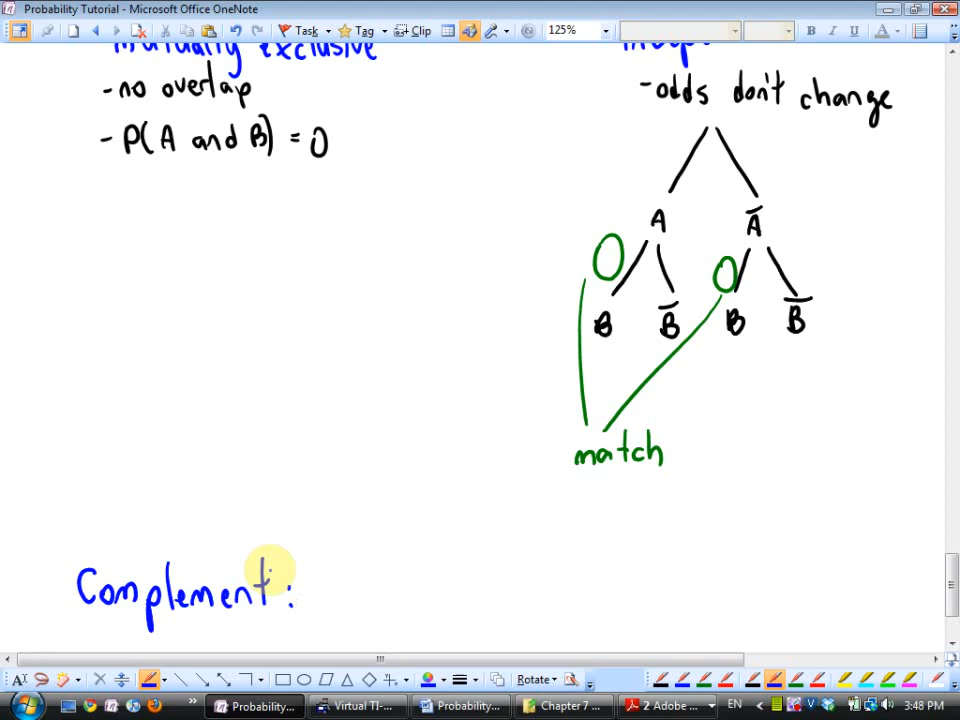 Probability Tutorial - Microsoft Office OneNote
Task
Tag
Clip
125%
B I U A
mutually exclusive
-no overlap
- P(A and B) = 0
-odds don't change
A Ā
B B̄ B B̄
match
Complement:
Rotate
Probability...
Virtual TI-...
Probability...
Chapter 7 ...
2 Adobe ...
EN
3:48 PM